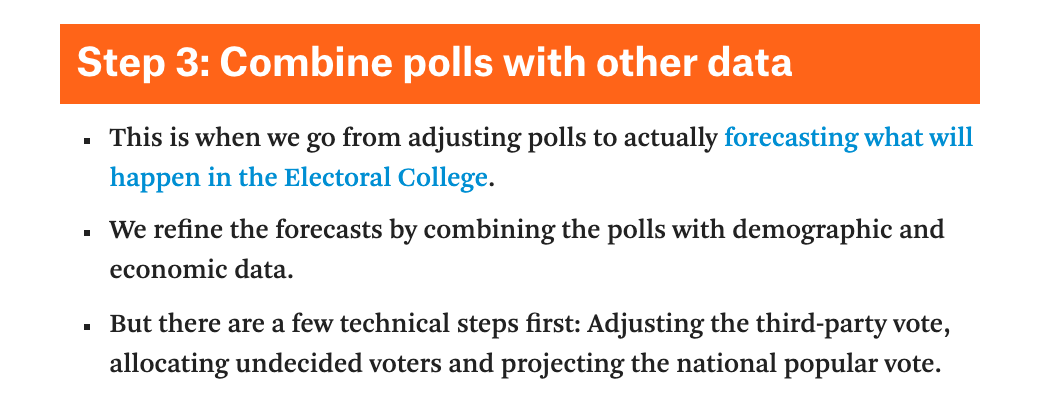 Step 3: Combine polls with other data
▪ This is when we go from adjusting polls to actually forecasting what will
happen in the Electoral College.
▪ We refine the forecasts by combining the polls with demographic and
economic data.
▪ But there are a few technical steps first: Adjusting the third-party vote,
allocating undecided voters and projecting the national popular vote.